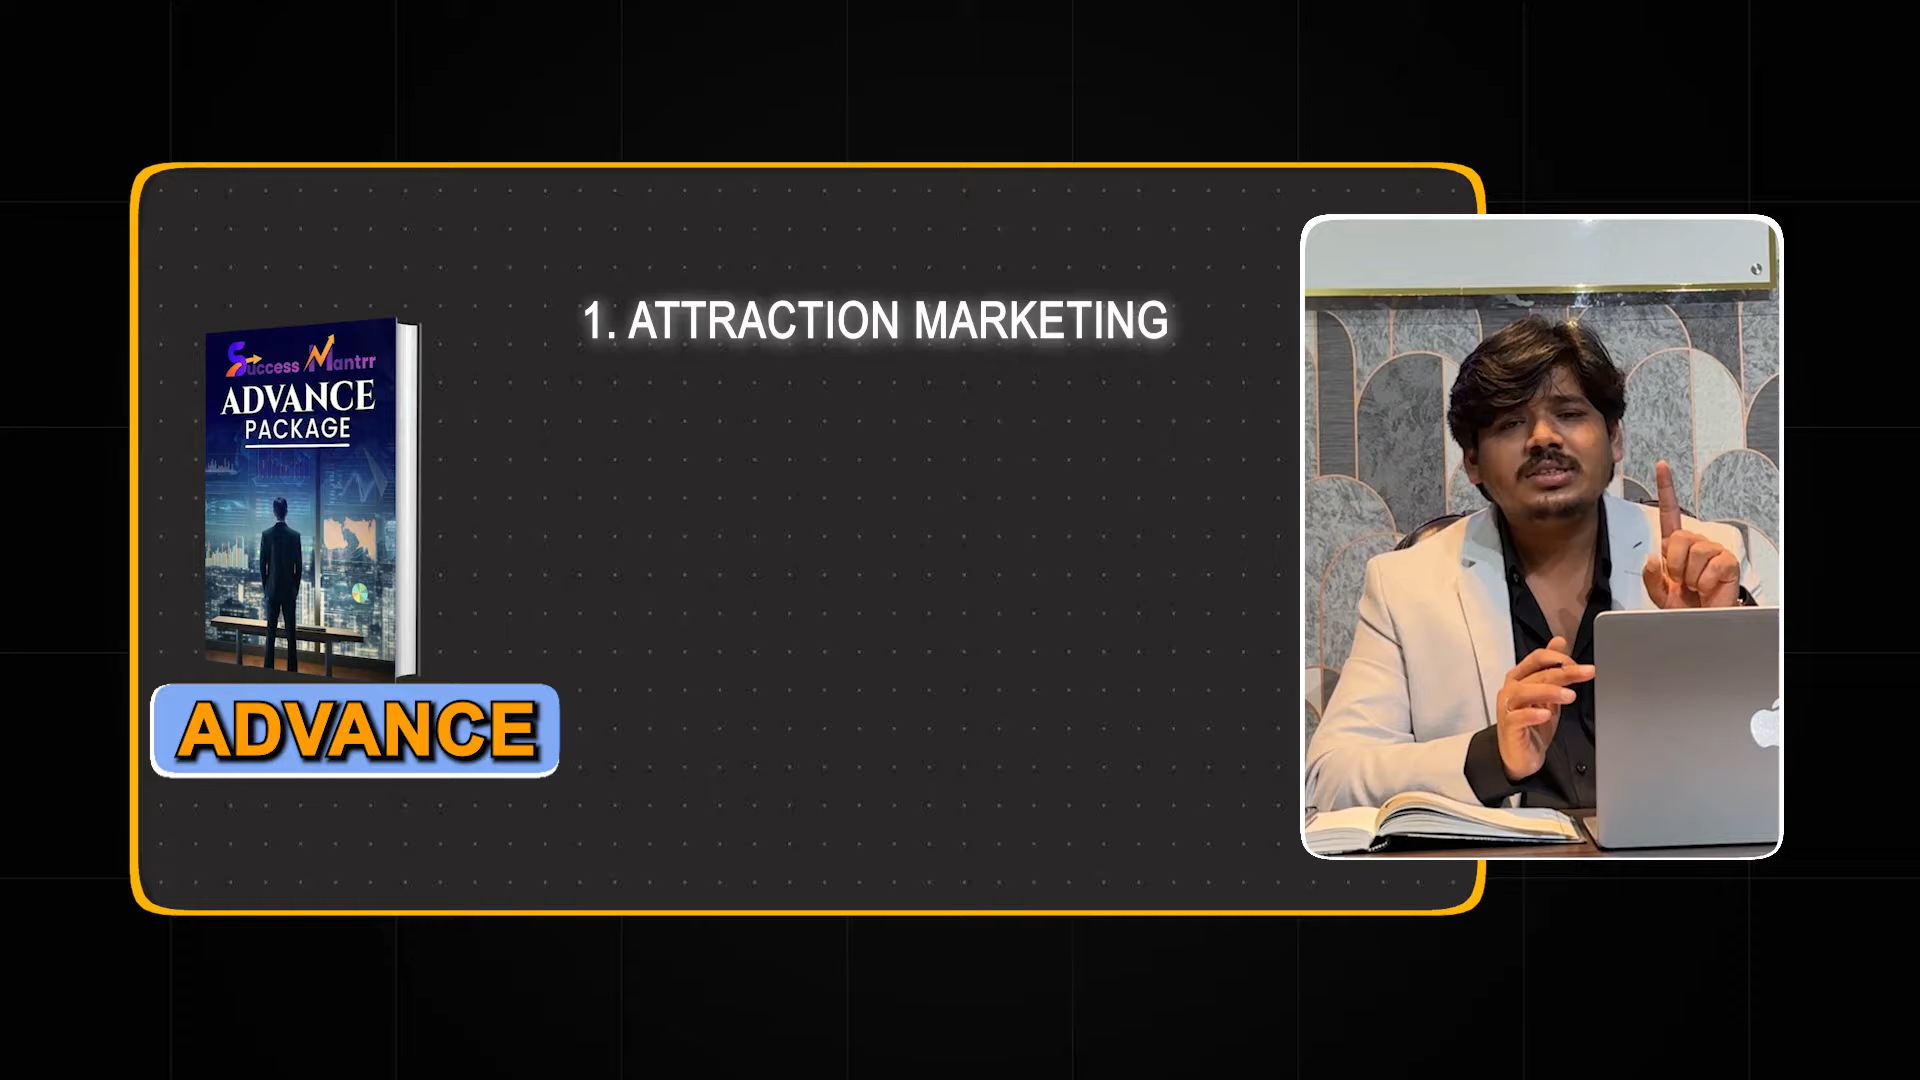 1. ATTRACTION MARKETING
Success Mantrr
ADVANCE
PACKAGE
ADVANCE